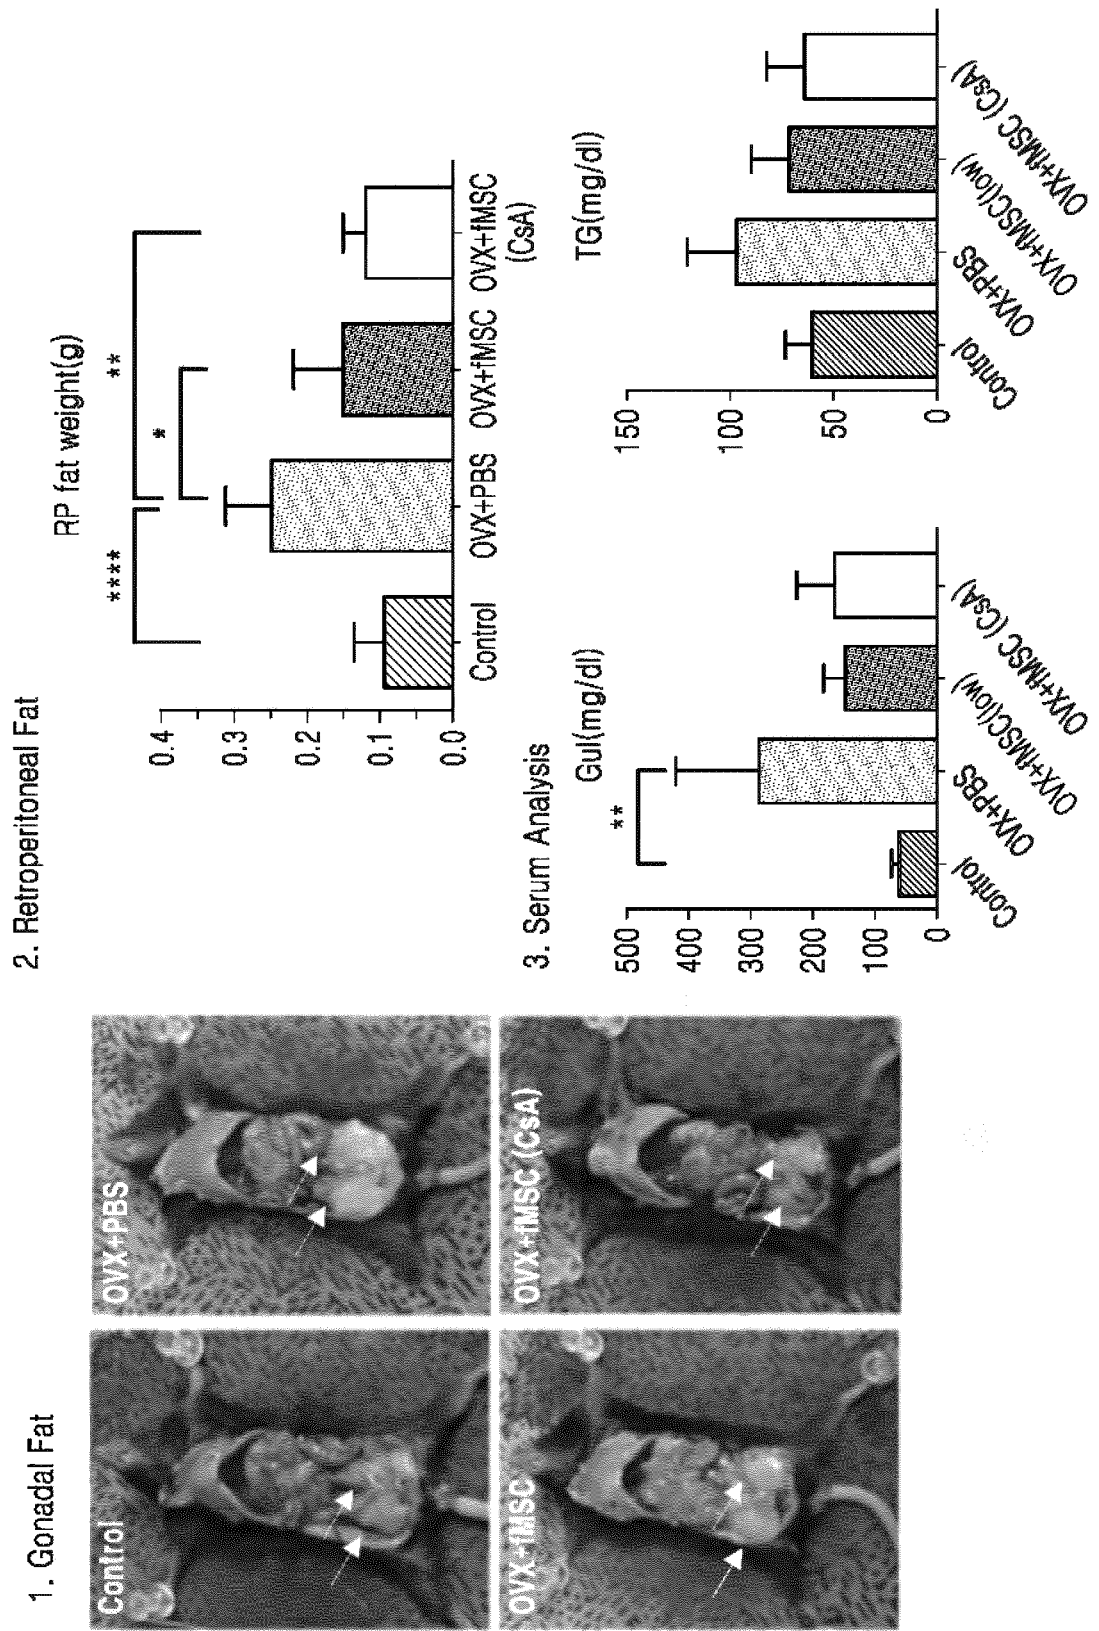 1. Gonadal Fat
Control
OVX+PBS
OVX+fMSC
OVX+fMSC (CsA)
2. Retroperitoneal Fat
RP fat weight(g)
****
**
*
0.4
0.3
0.2
0.1
0.0
Control
OVX+PBS
OVX+fMSC
OVX+fMSC
(CsA)
3. Serum Analysis
Gul(mg/dl)
**
500
400
300
200
100
0
Control
OVX+PBS
OVX+fMSC(low)
OVX+fMSC (CsA)
TG(mg/dl)
150
100
50
0
Control
OVX+PBS
OVX+fMSC(low)
OVX+fMSC (CsA)